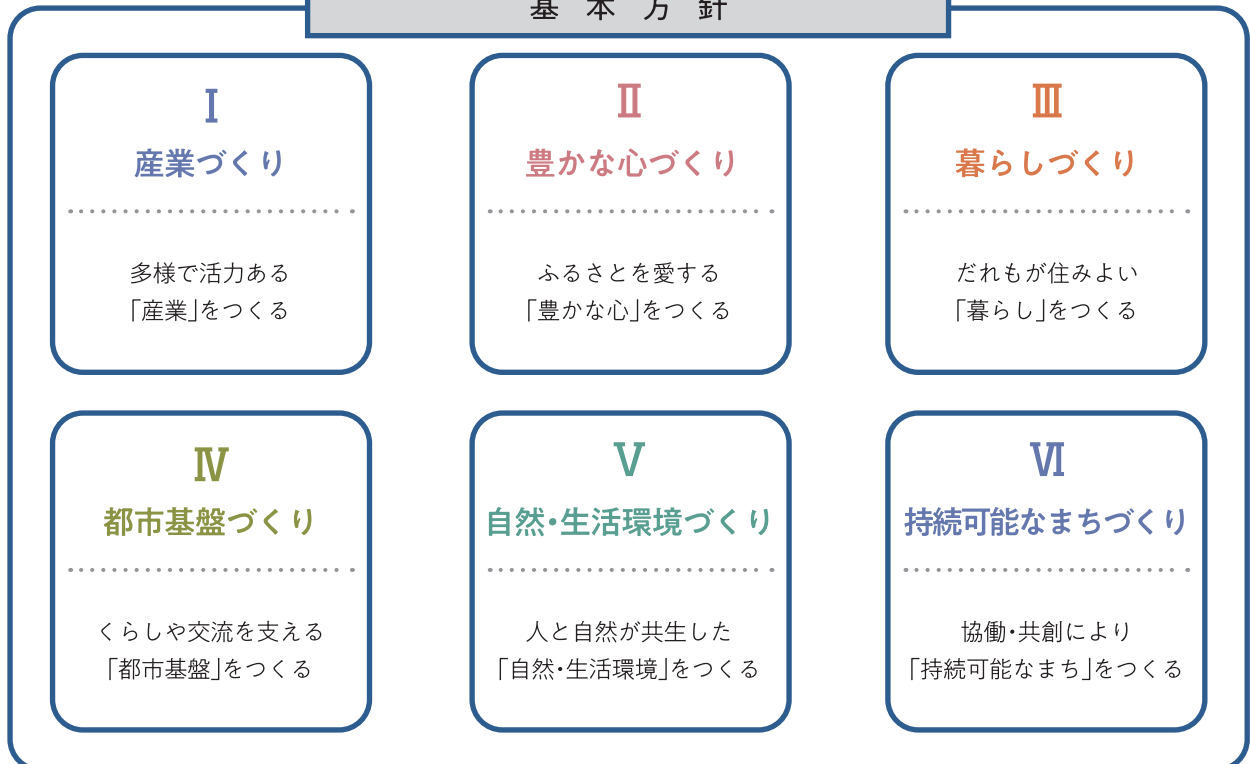 基本方針
Ⅰ
産業づくり
多様で活力ある
「産業」をつくる
Ⅱ
豊かな心づくり
ふるさとを愛する
「豊かな心」をつくる
Ⅲ
暮らしづくり
だれもが住みよい
「暮らし」をつくる
Ⅳ
都市基盤づくり
くらしや交流を支える
「都市基盤」をつくる
Ⅴ
自然・生活環境づくり
人と自然が共生した
「自然・生活環境」をつくる
Ⅵ
持続可能なまちづくり
協働・共創により
「持続可能なまち」をつくる